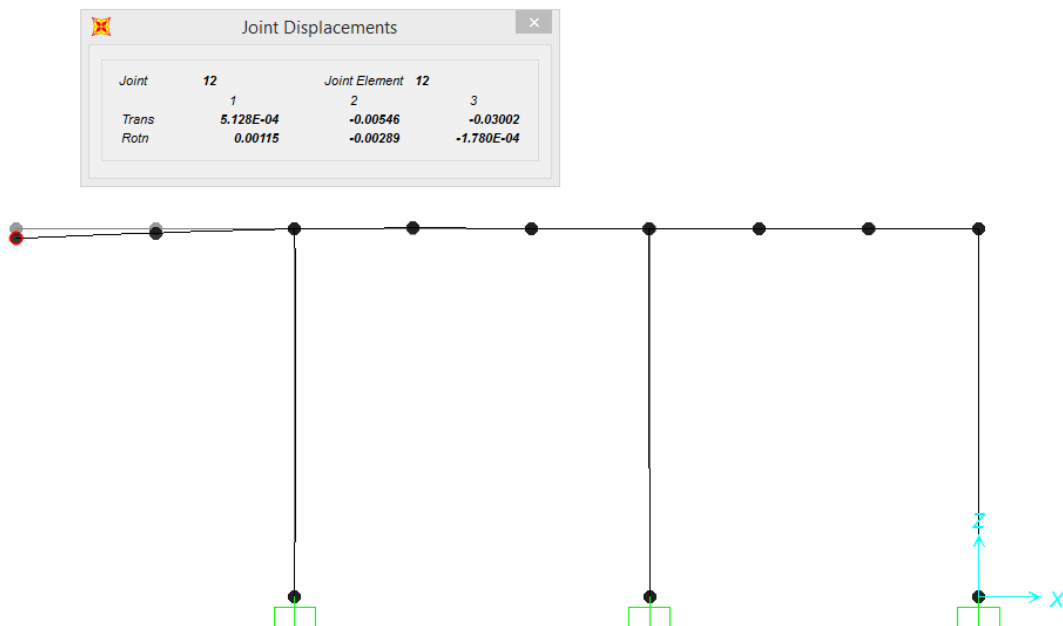 Joint Displacements
Joint 12 Joint Element 12
1 2 3
Trans 5.128E-04 -0.00546 -0.03002
Rotn 0.00115 -0.00289 -1.780E-04
Z
X